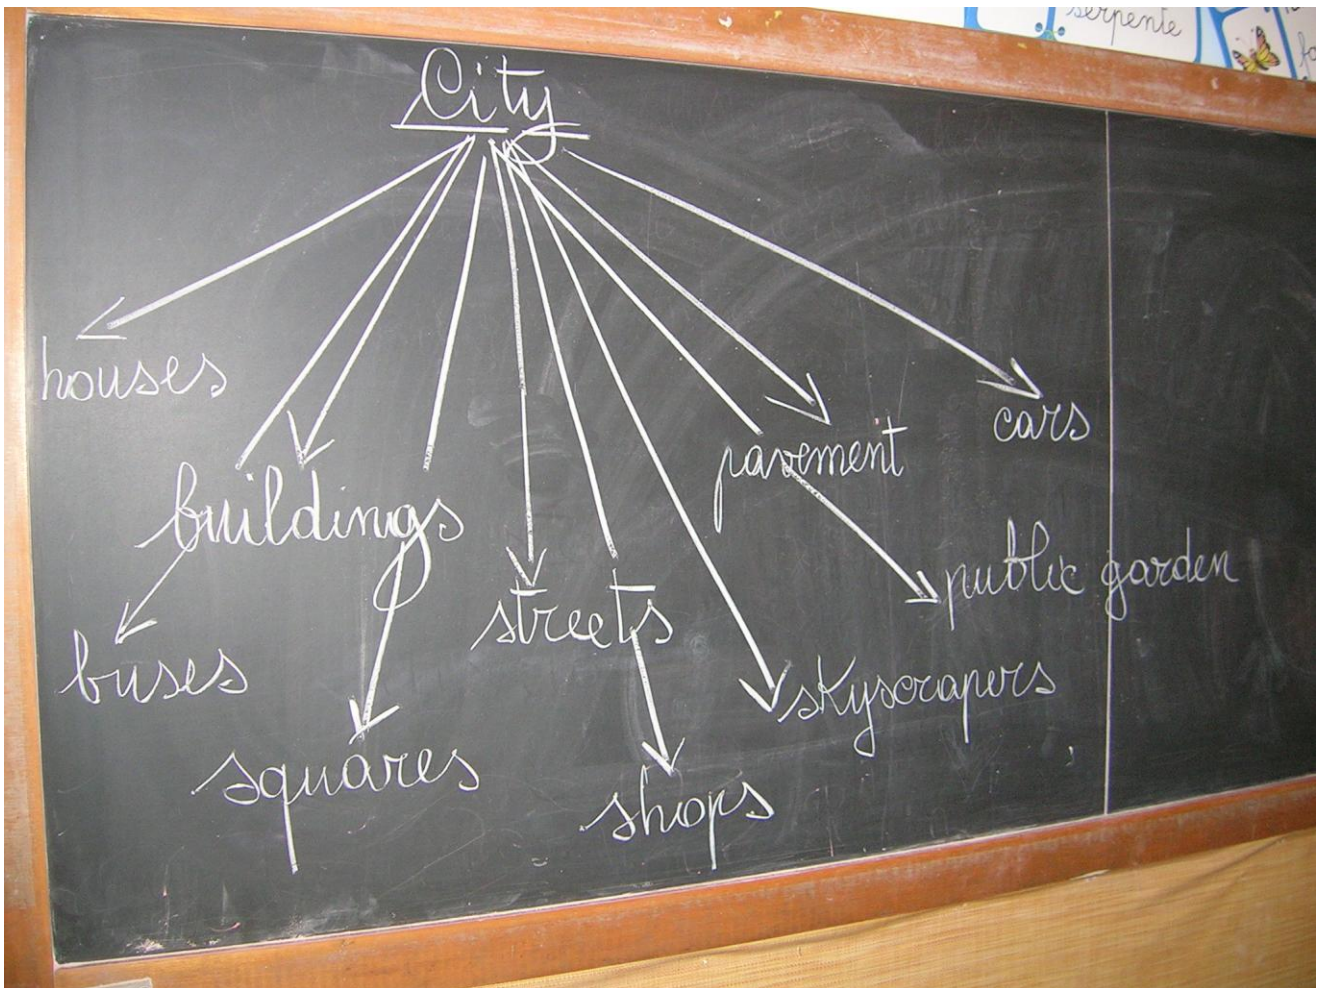 serpente
City
houses
cars
pavement
buildings
public garden
streets
buses
skyscrapers
squares
shops